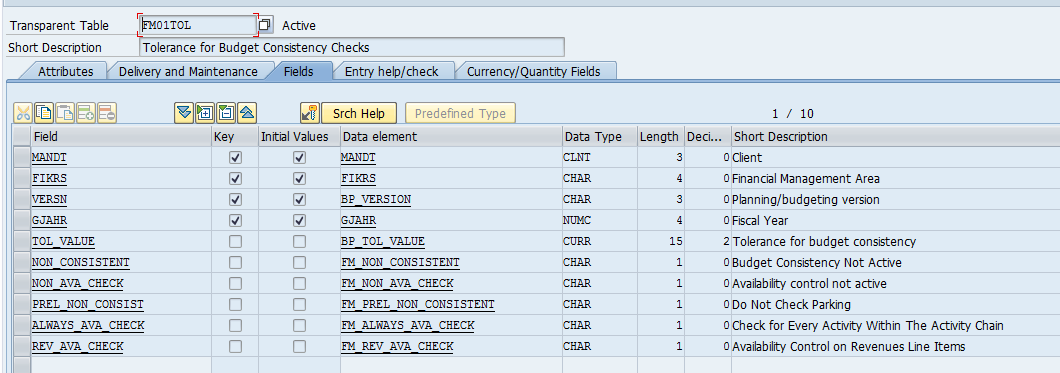 Transparent Table FM01TOL Active
Short Description Tolerance for Budget Consistency Checks
Attributes Delivery and Maintenance Fields Entry help/check Currency/Quantity Fields
Srch Help Predefined Type 1 / 10
Field Key Initial Values Data element Data Type Length Deci... Short Description
MANDT MANDT CLNT 3 0 Client
FIKRS FIKRS CHAR 4 0 Financial Management Area
VERSN BP_VERSION CHAR 3 0 Planning/budgeting version
GJAHR GJAHR NUMC 4 0 Fiscal Year
TOL_VALUE BP_TOL_VALUE CURR 15 2 Tolerance for budget consistency
NON_CONSISTENT FM_NON_CONSISTENT CHAR 1 0 Budget Consistency Not Active
NON_AVA_CHECK FM_NON_AVA_CHECK CHAR 1 0 Availability control not active
PREL_NON_CONSIST FM_PREL_NON_CONSISTENT CHAR 1 0 Do Not Check Parking
ALWAYS_AVA_CHECK FM_ALWAYS_AVA_CHECK CHAR 1 0 Check for Every Activity Within The Activity Chain
REV_AVA_CHECK FM_REV_AVA_CHECK CHAR 1 0 Availability Control on Revenues Line Items